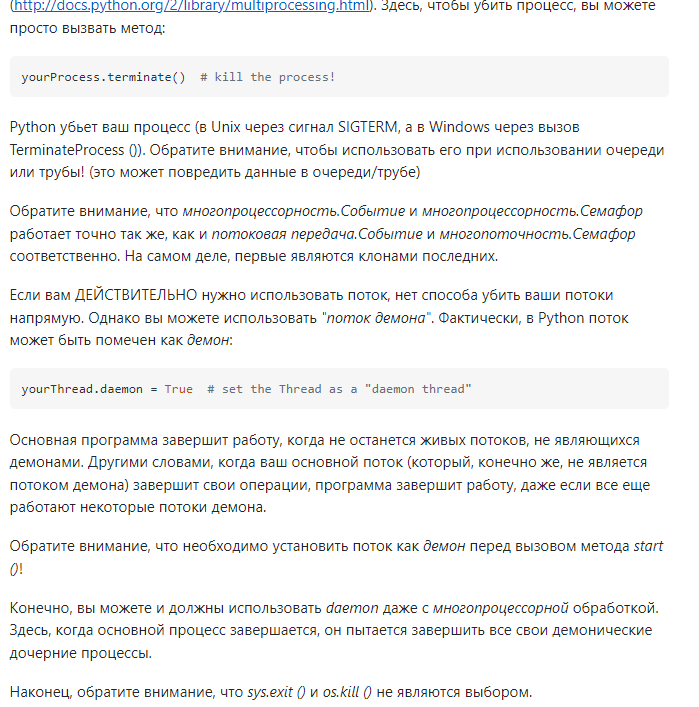 (http://docs.python.org/2/library/multiprocessing.html). Здесь, чтобы убить процесс, вы можете
просто вызвать метод:
yourProcess.terminate()  # kill the process!
Python убьет ваш процесс (в Unix через сигнал SIGTERM, а в Windows через вызов
TerminateProcess ()). Обратите внимание, чтобы использовать его при использовании очереди
или трубы! (это может повредить данные в очереди/трубе)
Обратите внимание, что многопроцессорность.Событие и многопроцессорность.Семафор
работает точно так же, как и потоковая передача.Событие и многопоточность.Семафор
соответственно. На самом деле, первые являются клонами последних.
Если вам ДЕЙСТВИТЕЛЬНО нужно использовать поток, нет способа убить ваши потоки
напрямую. Однако вы можете использовать "поток демона". Фактически, в Python поток
может быть помечен как демон:
yourThread.daemon = True  # set the Thread as a "daemon thread"
Основная программа завершит работу, когда не останется живых потоков, не являющихся
демонами. Другими словами, когда ваш основной поток (который, конечно же, не является
потоком демона) завершит свои операции, программа завершит работу, даже если все еще
работают некоторые потоки демона.
Обратите внимание, что необходимо установить поток как демон перед вызовом метода start
()!
Конечно, вы можете и должны использовать daemon даже с многопроцессорной обработкой.
Здесь, когда основной процесс завершается, он пытается завершить все свои демонические
дочерние процессы.
Наконец, обратите внимание, что sys.exit () и os.kill () не являются выбором.